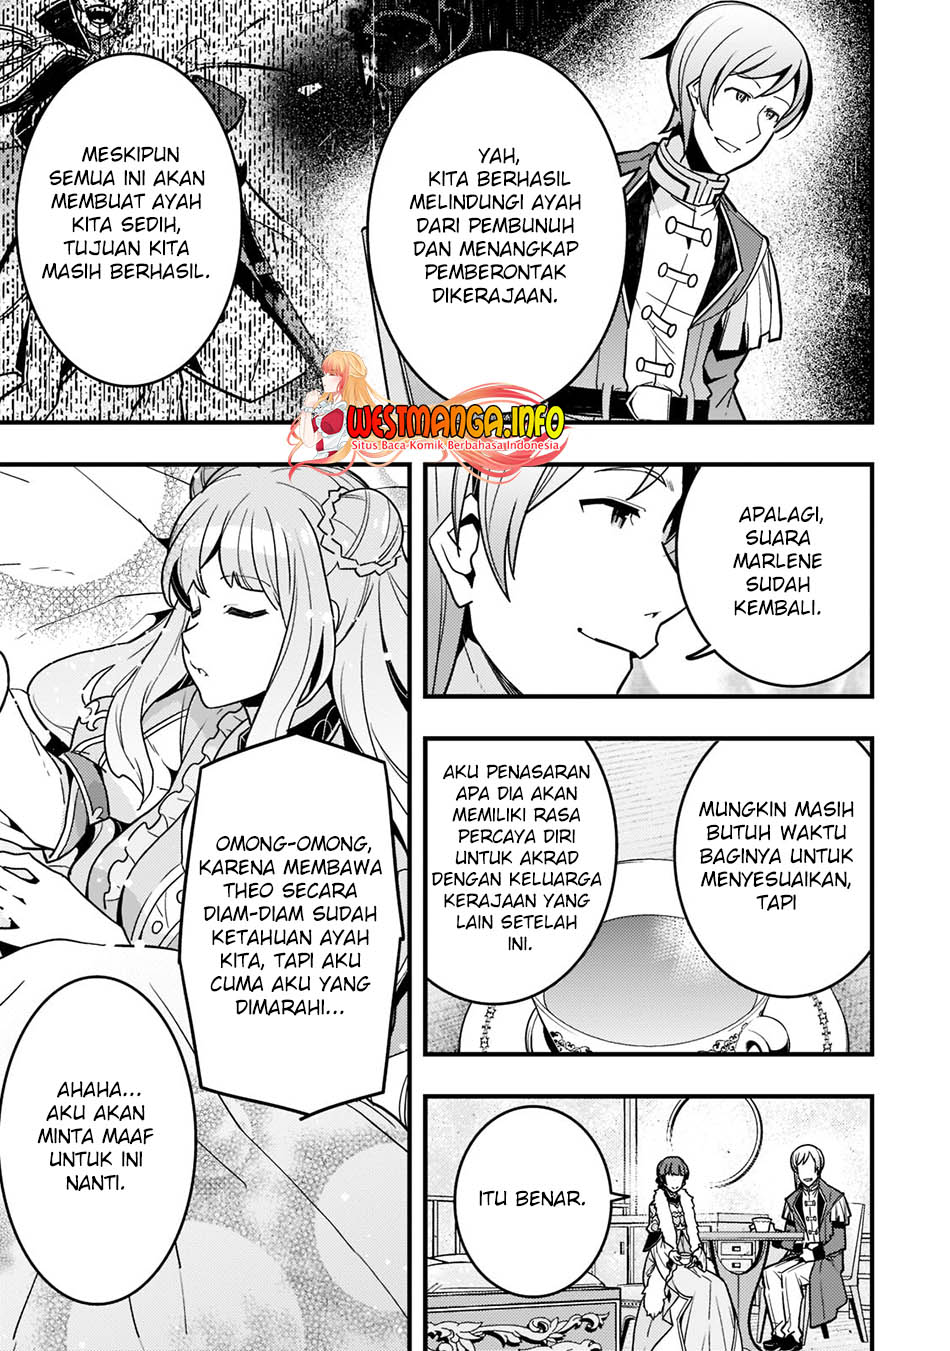 YAH,
KITA BERHASIL
MELINDUNGI AYAH
DARI PEMBUNUH
DAN MENANGKAP
PEMBERONTAK
DIKERAJAAN.
MESKIPUN
SEMUA INI AKAN
MEMBUAT AYAH
KITA SEDIH,
TUJUAN KITA
MASIH BERHASIL.
WESTMANGA.INFO
Situs Baca Komik Berbahasa Indonesia
APALAGI,
SUARA
MARLENE
SUDAH
KEMBALI.
MUNGKIN MASIH
BUTUH WAKTU
BAGINYA UNTUK
MENYESUAIKAN,
TAPI
AKU PENASARAN
APA DIA AKAN
MEMILIKI RASA
PERCAYA DIRI
UNTUK AKRAD
DENGAN KELUARGA
KERAJAAN YANG
LAIN SETELAH
INI.
ITU BENAR.
OMONG-OMONG,
KARENA MEMBAWA
THEO SECARA
DIAM-DIAM SUDAH
KETAHUAN AYAH
KITA, TAPI AKU
CUMA AKU YANG
DIMARAHI...
AHAHA...
AKU AKAN
MINTA MAAF
UNTUK INI
NANTI.